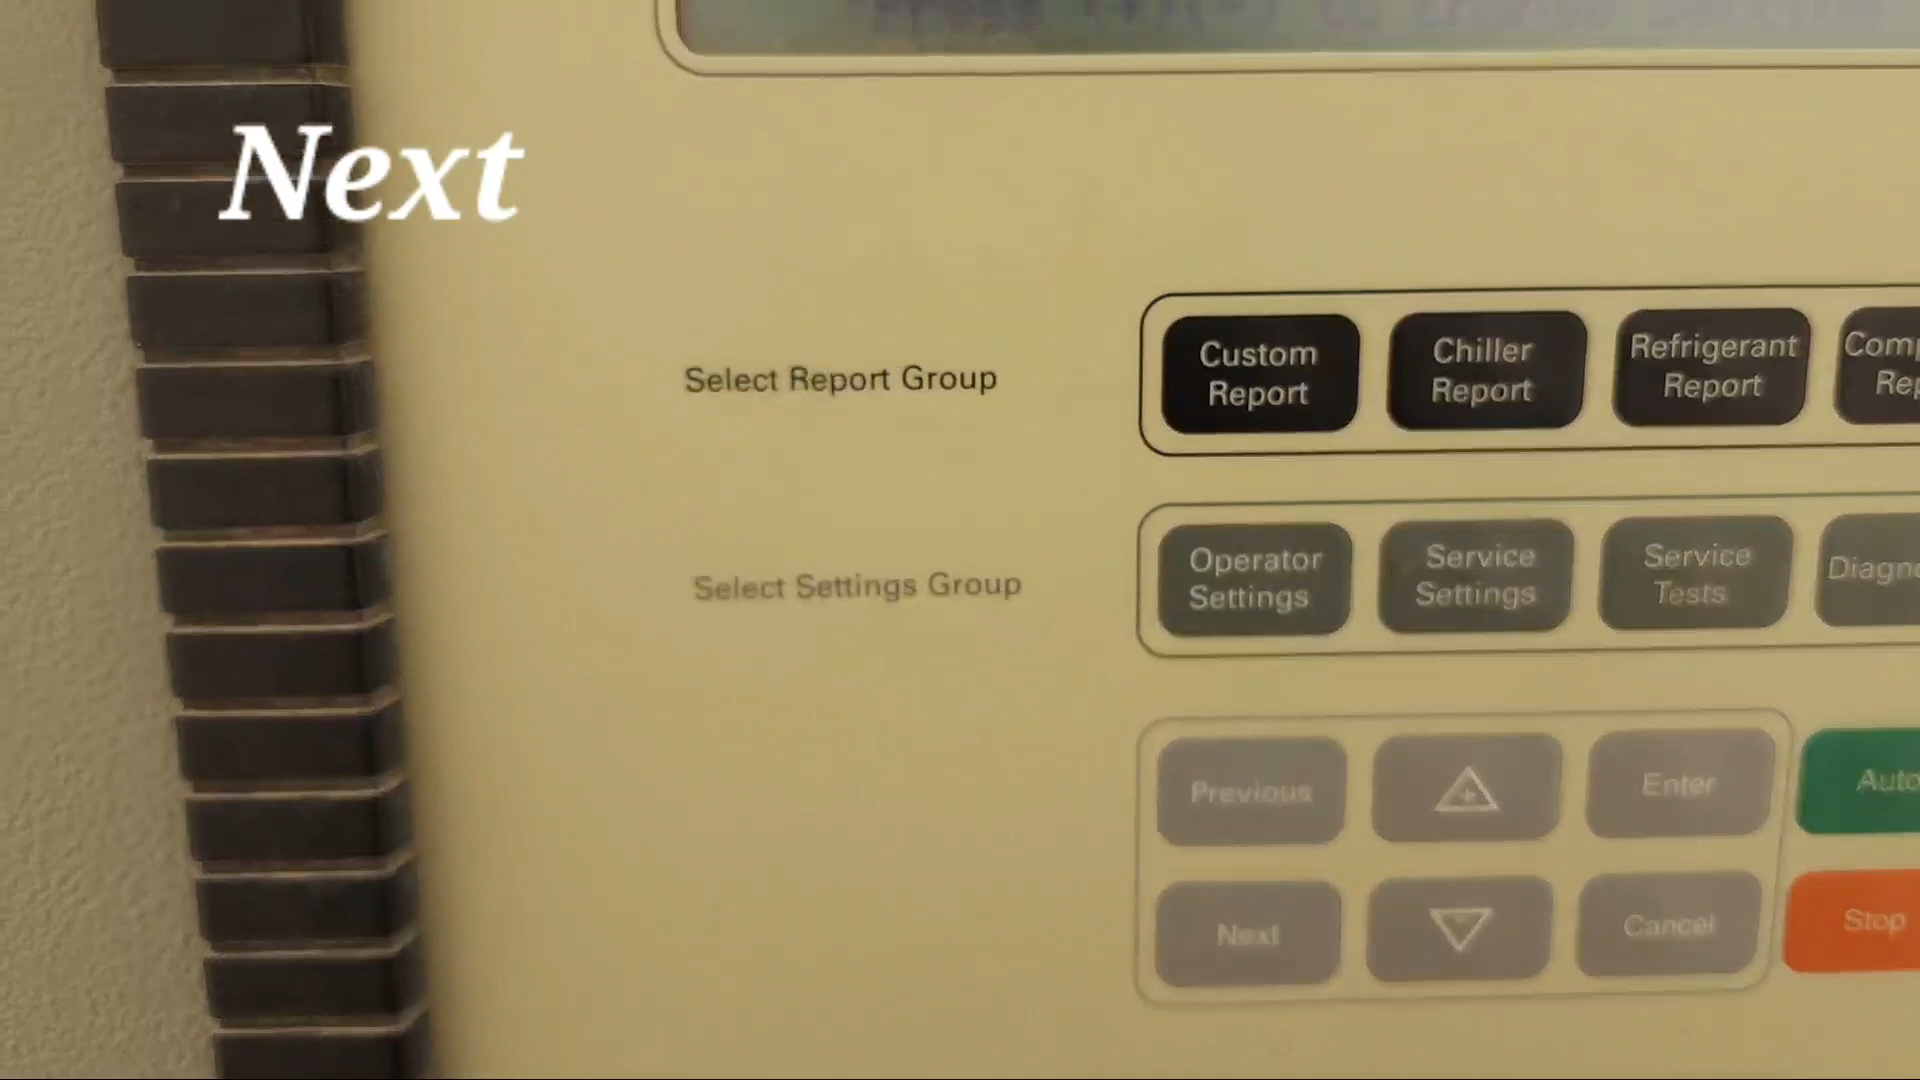 Next
Select Report Group
Custom
Report
Chiller
Report
Refrigerant
Report
Select Settings Group
Operator
Settings
Service
Settings
Service
Tests
Previous
+
Enter
Auto
Next
-
Cancel
Stop